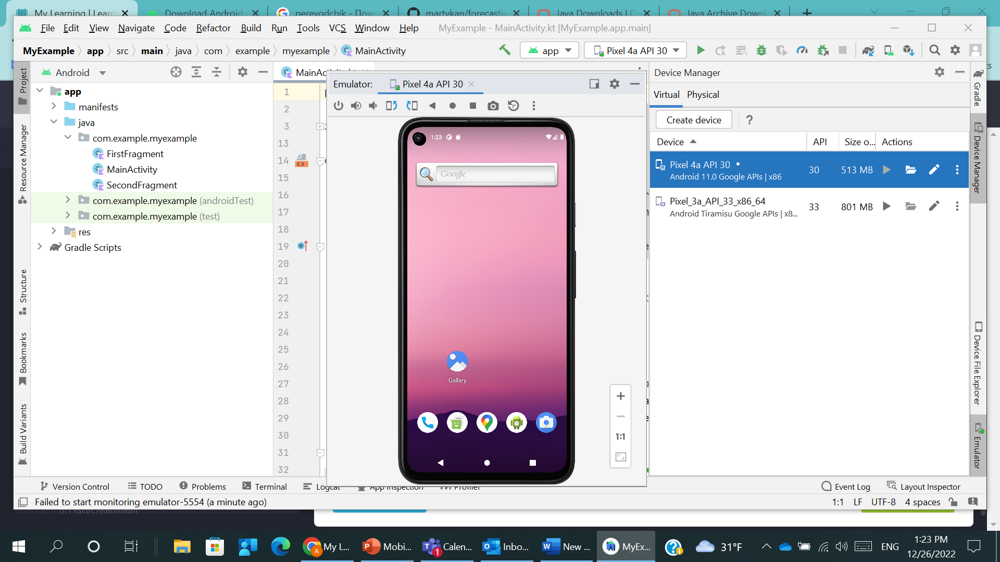 My Learning | Learn
Download Android
perevodchik - Поис
martykan/forecastie
Java Downloads | O
Java Archive Downl
File Edit View Navigate Code Refactor Build Run Tools VCS Window Help
MyExample - MainActivity.kt [MyExample.app.main]
MyExample app src main java com example myexample MainActivity
app
Pixel 4a API 30
Project
Resource Manager
Structure
Bookmarks
Build Variants
Android
app
manifests
java
com.example.myexample
FirstFragment
MainActivity
SecondFragment
com.example.myexample (androidTest)
com.example.myexample (test)
res
Gradle Scripts
1
2
3
13
14
15
16
17
18
19
20
21
22
23
24
25
26
27
28
29
30
31
32
Emulator: Pixel 4a API 30
1:23
Google
Gallery
1:1
Device Manager
Virtual Physical
Create device ?
Device API Size o... Actions
Pixel 4a API 30 30 513 MB
Android 11.0 Google APIs | x86
Pixel_3a_API_33_x86_64 33 801 MB
Android Tiramisu Google APIs | x8...
Gradle
Device Manager
Device File Explorer
Emulator
Version Control TODO Problems Terminal Logcat App Inspection Profiler
Event Log Layout Inspector
Failed to start monitoring emulator-5554 (a minute ago)
1:1 LF UTF-8 4 spaces
0/1 tasks completed
My L...
Mobi...
1
Calen...
Inbo...
New ...
MyEx...
31°F
ENG
1:23 PM
12/26/2022